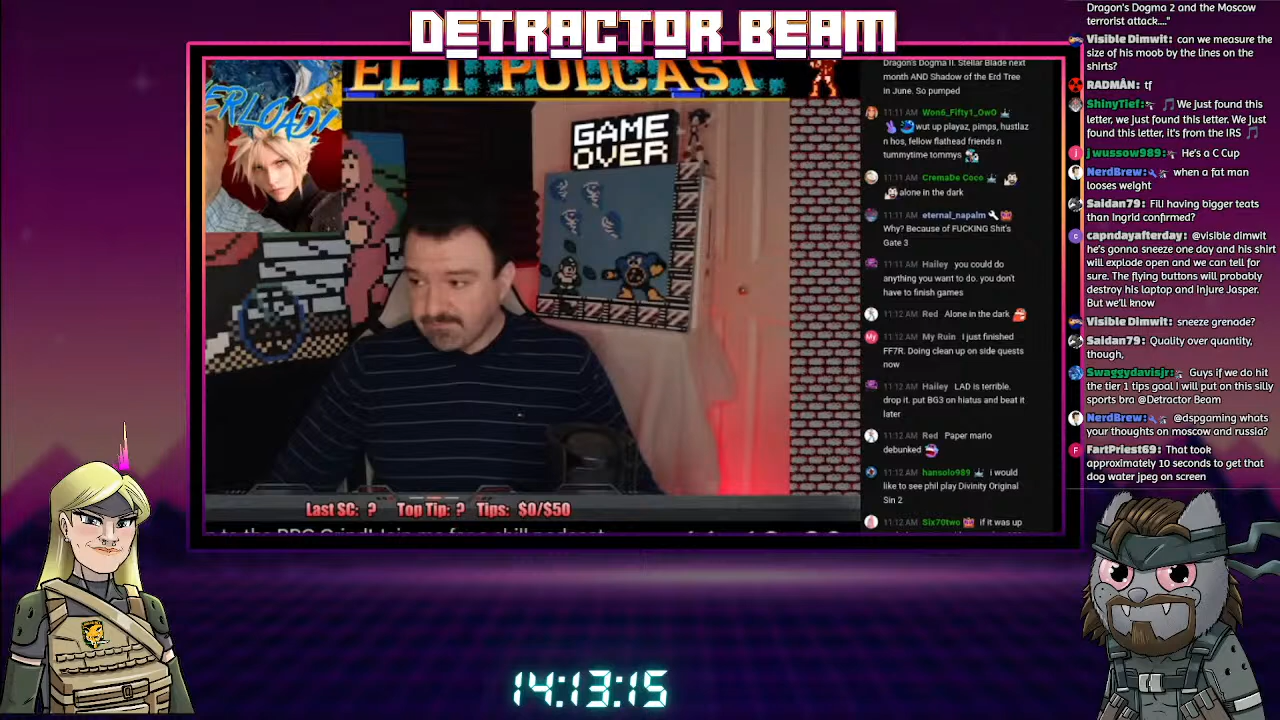 DETRACTOR BEAM
EL 1 PODCAST
ERLOAD!
GAME
OVER
Dragon's Dogma II. Stellar Blade next
month AND Shadow of the Erd Tree
in June. So pumped
11:11 AM Won6_Fifty1_OwO
wut up playaz, pimps, hustlaz
n hos, fellow flathead friends n
tummytime tommys
11:11 AM CremaDe Coco
alone in the dark
11:11 AM eternal_napalm
Why? Because of FUCKING Shit's
Gate 3
11:11 AM Hailey you could do
anything you want to do. you don't
have to finish games
11:12 AM Red Alone in the dark
My 11:12 AM My Ruin I just finished
FF7R. Doing clean up on side quests
now
11:12 AM Hailey LAD is terrible.
drop it. put BG3 on hiatus and beat it
later
11:12 AM Red Paper mario
debunked
11:12 AM hansolo989 i would
like to see phil play Divinity Original
Sin 2
11:12 AM Six70two if it was up
Last SC: ? Top Tip: ? Tips: $0/$50
Dragon's Dogma 2 and the Moscow
terrorist attack...."
Visible Dimwit: can we measure the
size of his moob by the lines on the
shirts?
RADMÄN: tf
ShinyTief: We just found this
letter, we just found this letter. We just
found this letter, it's from the IRS
j wussow989: He's a C Cup
NerdBrew: when a fat man
looses weight
Saidan79: Fill having bigger teats
than Ingrid confirmed?
c capndayafterday: @visible dimwit
he's gonna sneeze one day and his shirt
will explode open and we can tell for
sure. The flying buttons will probably
destroy his laptop and injure Jasper.
But we'll know
Visible Dimwit: sneeze grenade?
Saidan79: Quality over quantity,
though,
Swaggydavisjr: Guys if we do hit
the tier 1 tips goal I will put on this silly
sports bra @Detractor Beam
NerdBrew: @dspgaming whats
your thoughts on moscow and russia?
F FartPriest69: That took
approximately 10 seconds to get that
dog water jpeg on screen
14:13:15